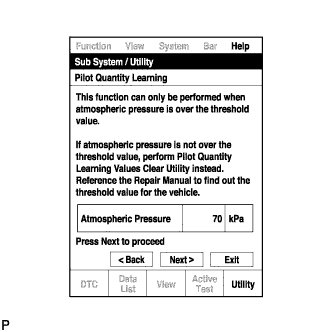 Function View System Bar Help
Sub System / Utility
Pilot Quantity Learning
This function can only be performed when
atmospheric pressure is over the threshold
value.
If atmospheric pressure is not over the
threshold value, perform Pilot Quantity
Learning Values Clear Utility instead.
Reference the Repair Manual to find out the
threshold value for the vehicle.
Atmospheric Pressure 70 kPa
Press Next to proceed
< Back Next > Exit
DTC Data List View Active Test Utility
P